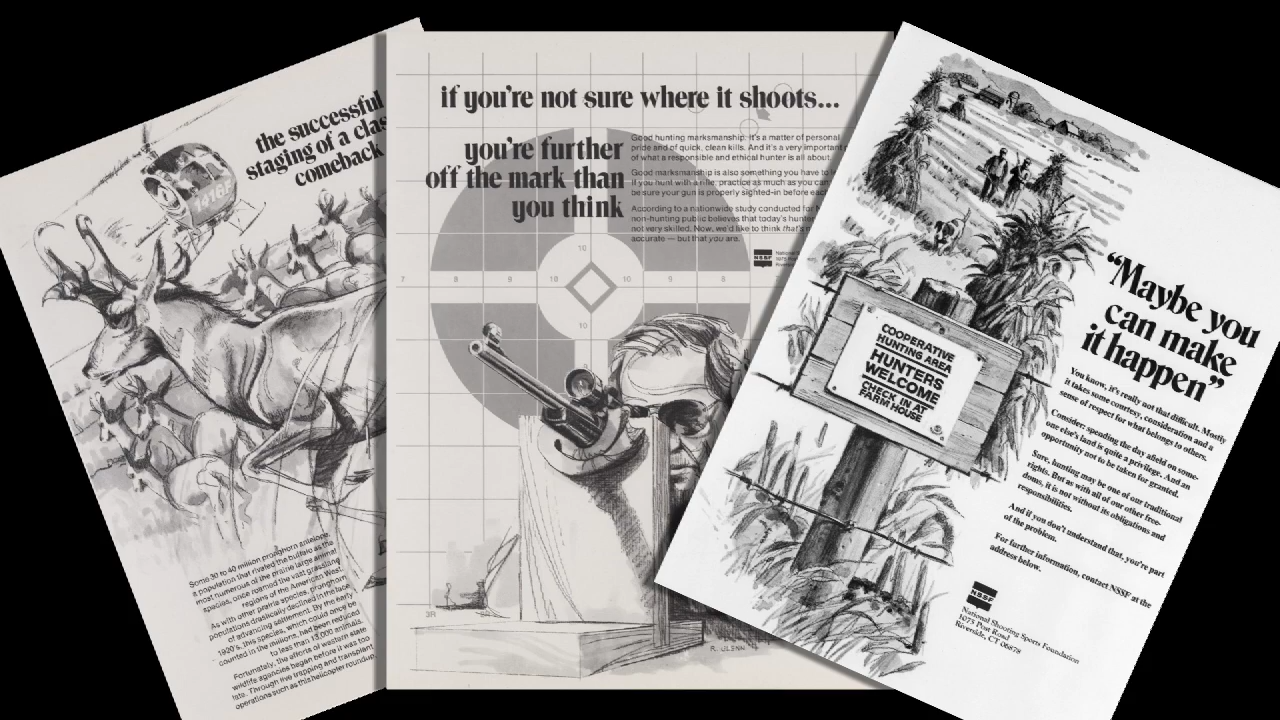 the successful
staging of a clas
comeback
N16F
Some 30 to 40 million pronghorn antelope,
a population that rivaled the buffalo as the
most numerous of the prairie large animal
species, once roamed the vast grassland
regions of the American West.
As with other prairie species, pronghorn
populations drastically declined in the face
of advancing settlement. By the early
1920's, this species, which could once be
counted in the millions, had been reduced
to less than 13,000 animals.
Fortunately, the efforts of western state
wildlife agencies began before it was too
late. Through live trapping and transplant
operations such as this helicopter roundup,
if you're not sure where it shoots...
you're further
off the mark than
you think
Good hunting marksmanship. It's a matter of personal
pride and of quick, clean kills. And it's a very important
of what a responsible and ethical hunter is all about.
Good marksmanship is also something you have to
If you hunt with a rifle, practice as much as you can
be sure your gun is properly sighted-in before each
According to a nationwide study conducted for
non-hunting public believes that today's hunter
not very skilled. Now, we'd like to think that's
accurate — but that you are.
NSSF
10
7 8 9 10 10 9 8
10
3R
R. GLENN
COOPERATIVE
HUNTING AREA
HUNTERS
WELCOME
CHECK IN AT
FARM HOUSE
“Maybe you
can make
it happen”
You know, it's really not that difficult. Mostly
it takes some courtesy, consideration and a
sense of respect for what belongs to others.
Consider: spending the day afield on some-
one else's land is quite a privilege. And an
opportunity not to be taken for granted.
Sure, hunting may be one of our traditional
rights. But as with all of our other free-
doms, it is not without its obligations and
responsibilities.
And if you don't understand that, you're part
of the problem.
For further information, contact NSSF at the
address below.
NSSF
National Shooting Sports Foundation
1075 Post Road
Riverside, CT 06878